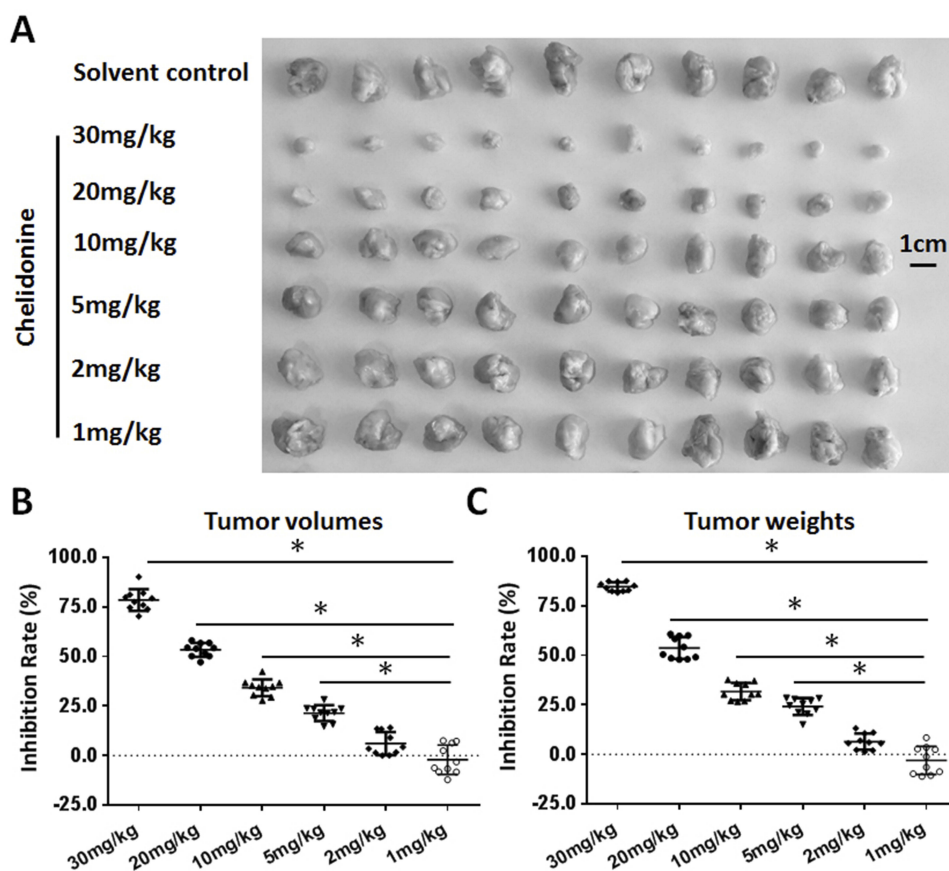 A
Solvent control
30mg/kg
20mg/kg
10mg/kg
5mg/kg
2mg/kg
1mg/kg
Chelidonine
1cm
B
Tumor volumes
Inhibition Rate (%)
100.0
75.0
50.0
25.0
0.0
-25.0
*
*
*
*
30mg/kg
20mg/kg
10mg/kg
5mg/kg
2mg/kg
1mg/kg
C
Tumor weights
Inhibition Rate (%)
100.0
75.0
50.0
25.0
0.0
-25.0
*
*
*
*
30mg/kg
20mg/kg
10mg/kg
5mg/kg
2mg/kg
1mg/kg